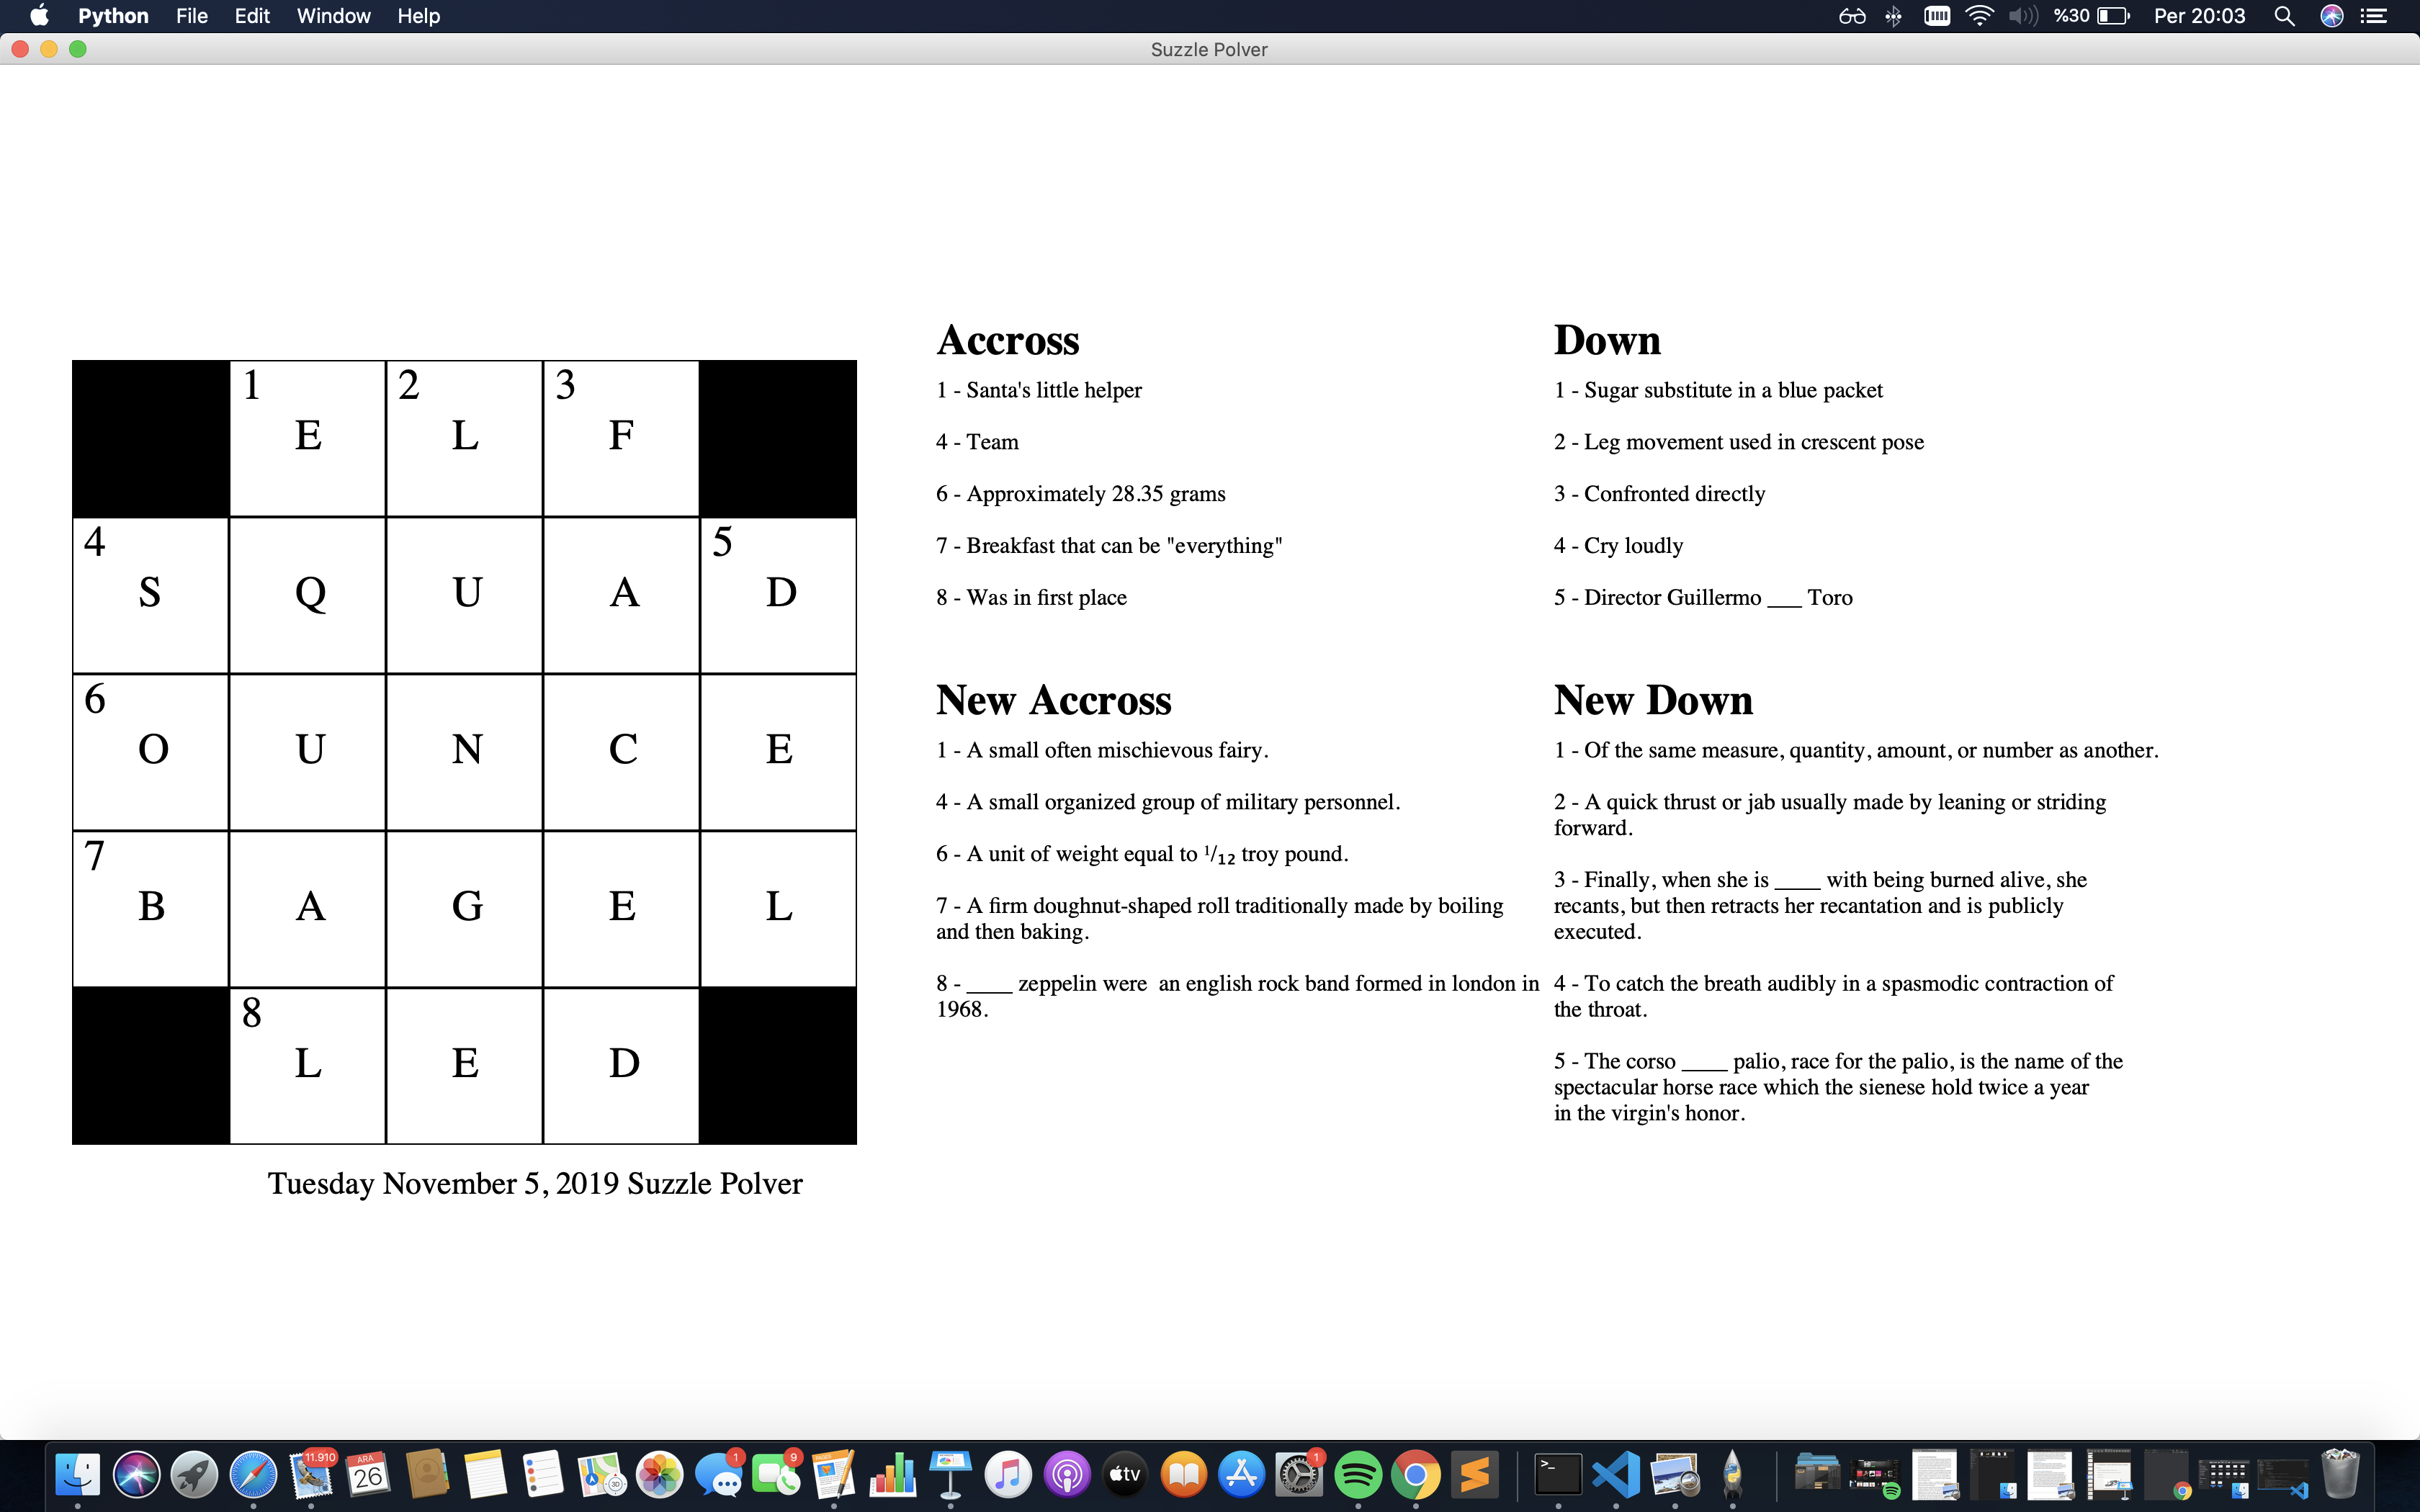 Python File Edit Window Help %30 Per 20:03
Suzzle Polver
1 2 3
E L F
4 5
S Q U A D
6
O U N C E
7
B A G E L
8
L E D
Tuesday November 5, 2019 Suzzle Polver
Accross
1 - Santa's little helper
4 - Team
6 - Approximately 28.35 grams
7 - Breakfast that can be "everything"
8 - Was in first place
Down
1 - Sugar substitute in a blue packet
2 - Leg movement used in crescent pose
3 - Confronted directly
4 - Cry loudly
5 - Director Guillermo ___ Toro
New Accross
1 - A small often mischievous fairy.
4 - A small organized group of military personnel.
6 - A unit of weight equal to ¹/₁₂ troy pound.
7 - A firm doughnut-shaped roll traditionally made by boiling
and then baking.
8 - ____ zeppelin were  an english rock band formed in london in
1968.
New Down
1 - Of the same measure, quantity, amount, or number as another.
2 - A quick thrust or jab usually made by leaning or striding
forward.
3 - Finally, when she is ____ with being burned alive, she
recants, but then retracts her recantation and is publicly
executed.
4 - To catch the breath audibly in a spasmodic contraction of
the throat.
5 - The corso ____ palio, race for the palio, is the name of the
spectacular horse race which the sienese hold twice a year
in the virgin's honor.
11.910
ARA
26
1
9
tv
1